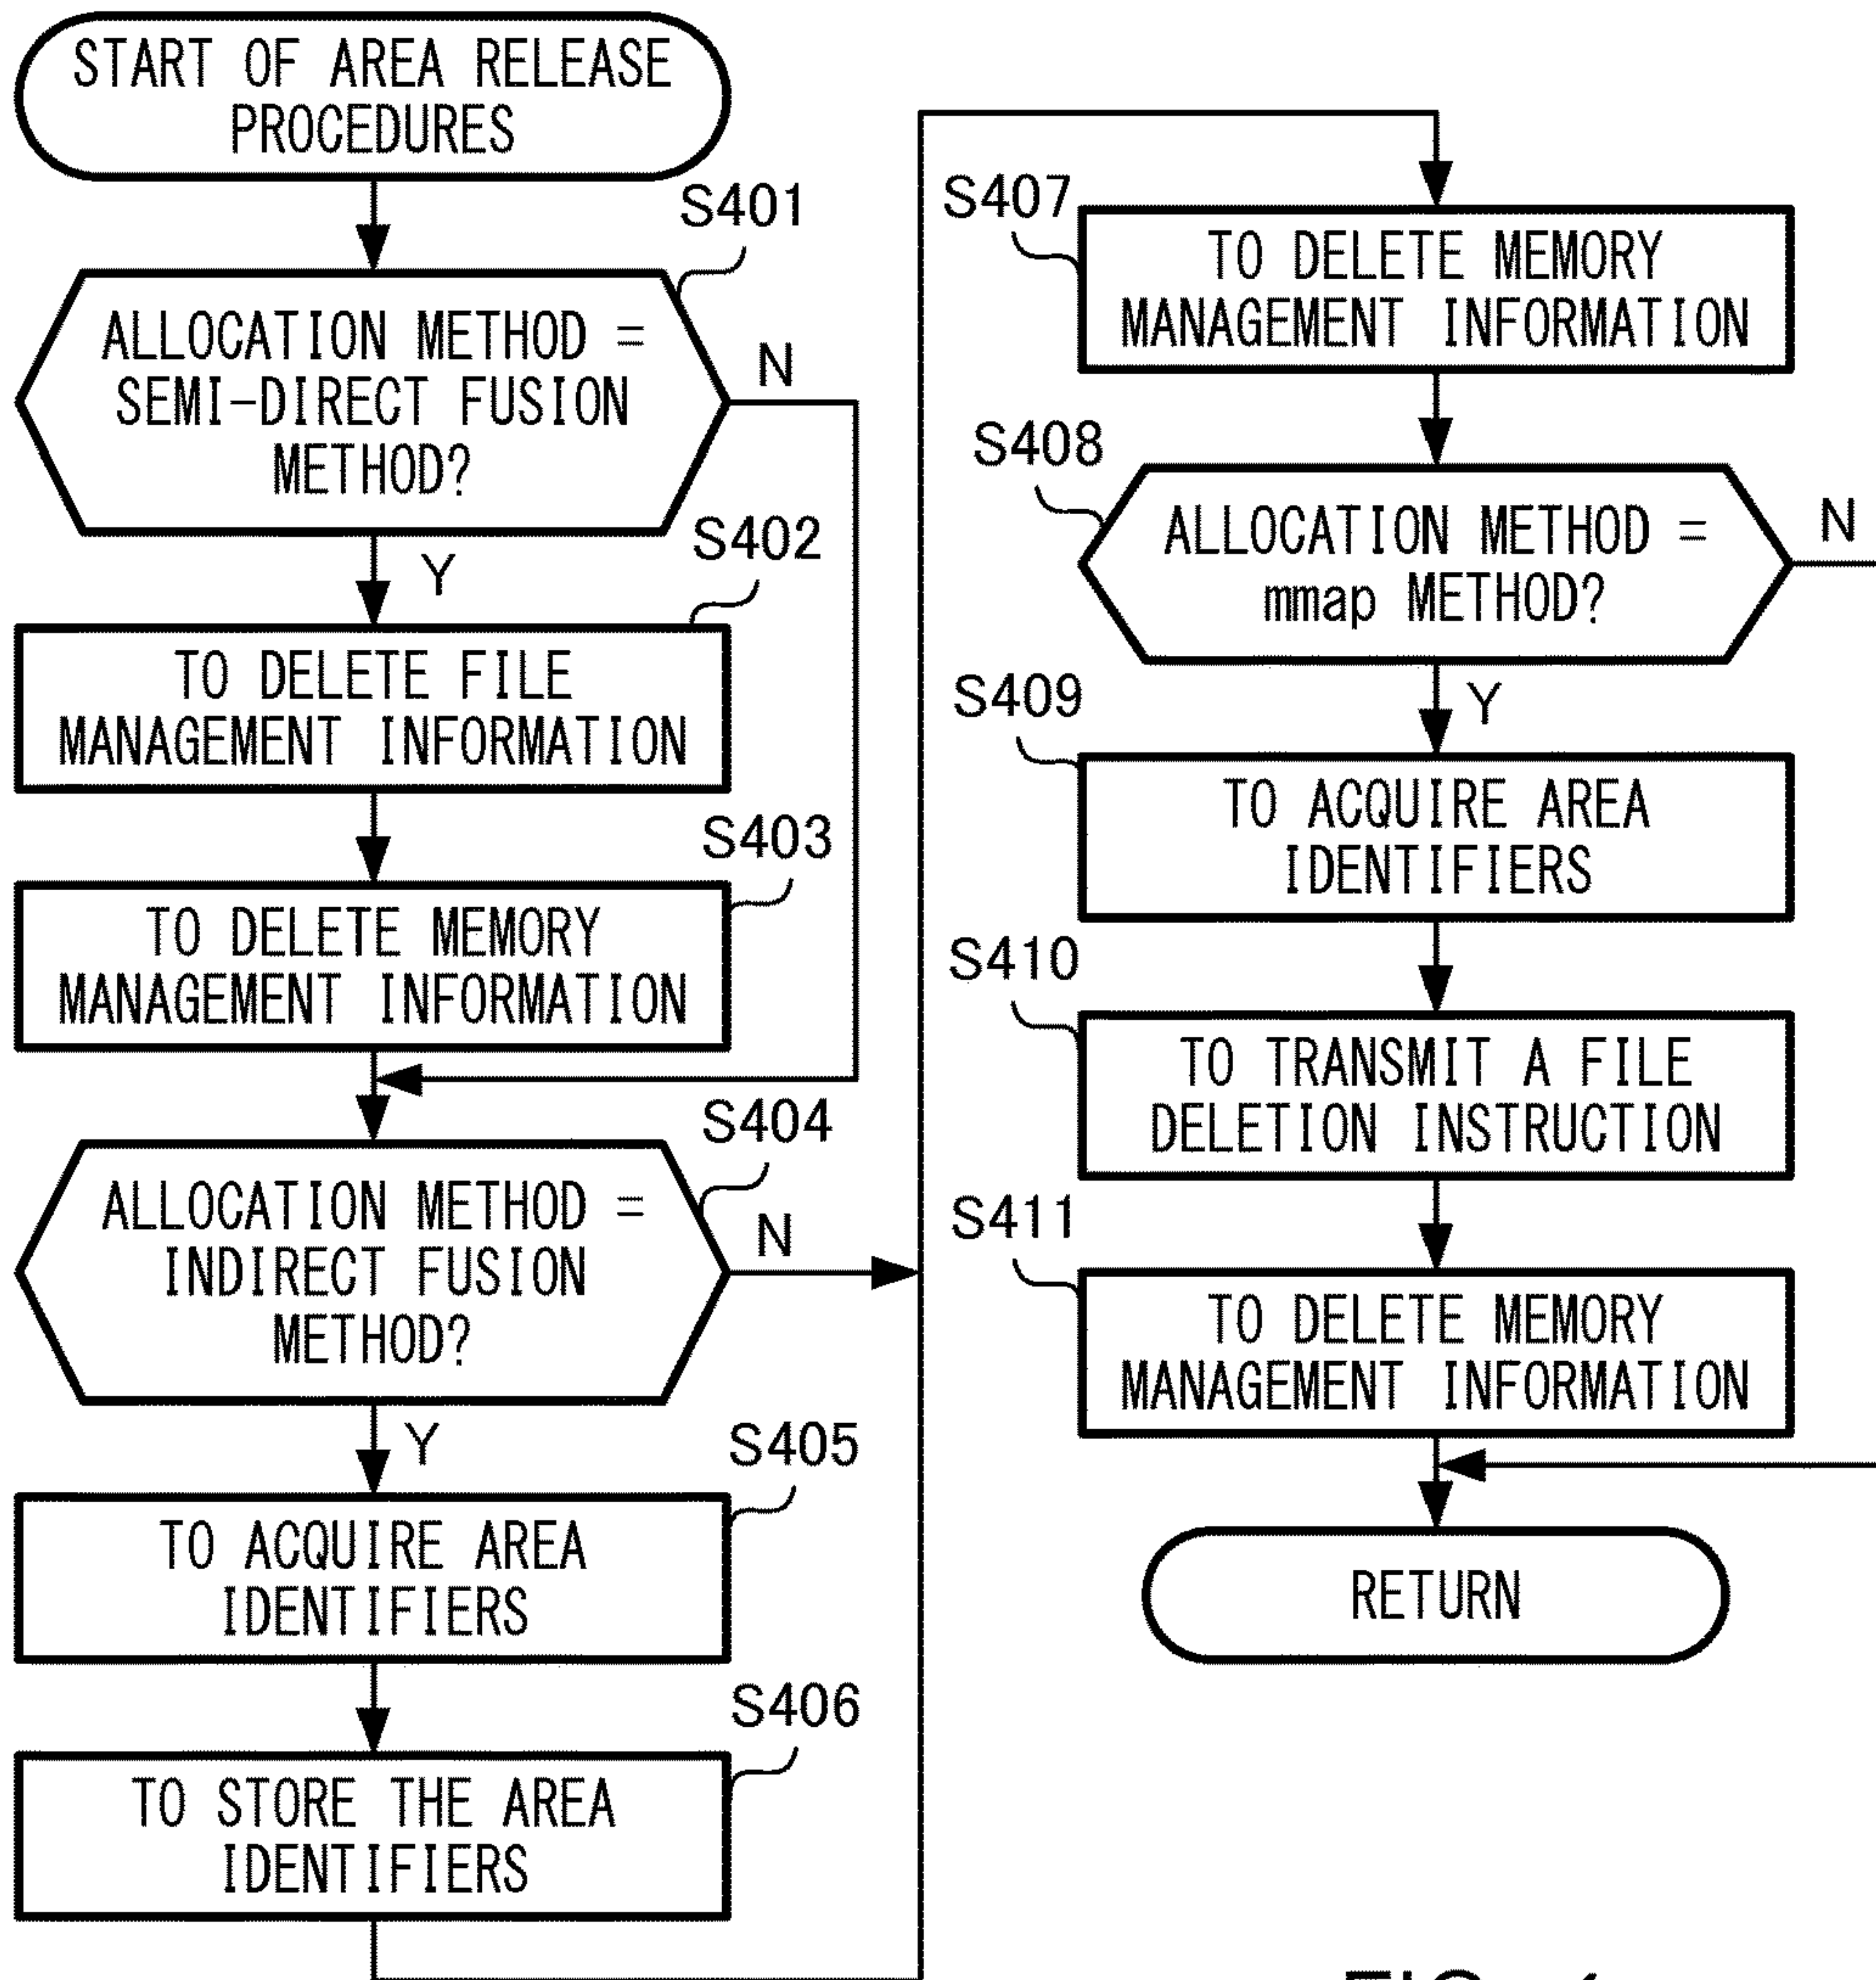 START OF AREA RELEASE
PROCEDURES
S401
ALLOCATION METHOD =
SEMI-DIRECT FUSION
METHOD?
N
Y
S402
TO DELETE FILE
MANAGEMENT INFORMATION
S403
TO DELETE MEMORY
MANAGEMENT INFORMATION
S404
ALLOCATION METHOD =
INDIRECT FUSION
METHOD?
N
Y
S405
TO ACQUIRE AREA
IDENTIFIERS
S406
TO STORE THE AREA
IDENTIFIERS
S407
TO DELETE MEMORY
MANAGEMENT INFORMATION
S408
ALLOCATION METHOD =
mmap METHOD?
N
Y
S409
TO ACQUIRE AREA
IDENTIFIERS
S410
TO TRANSMIT A FILE
DELETION INSTRUCTION
S411
TO DELETE MEMORY
MANAGEMENT INFORMATION
RETURN